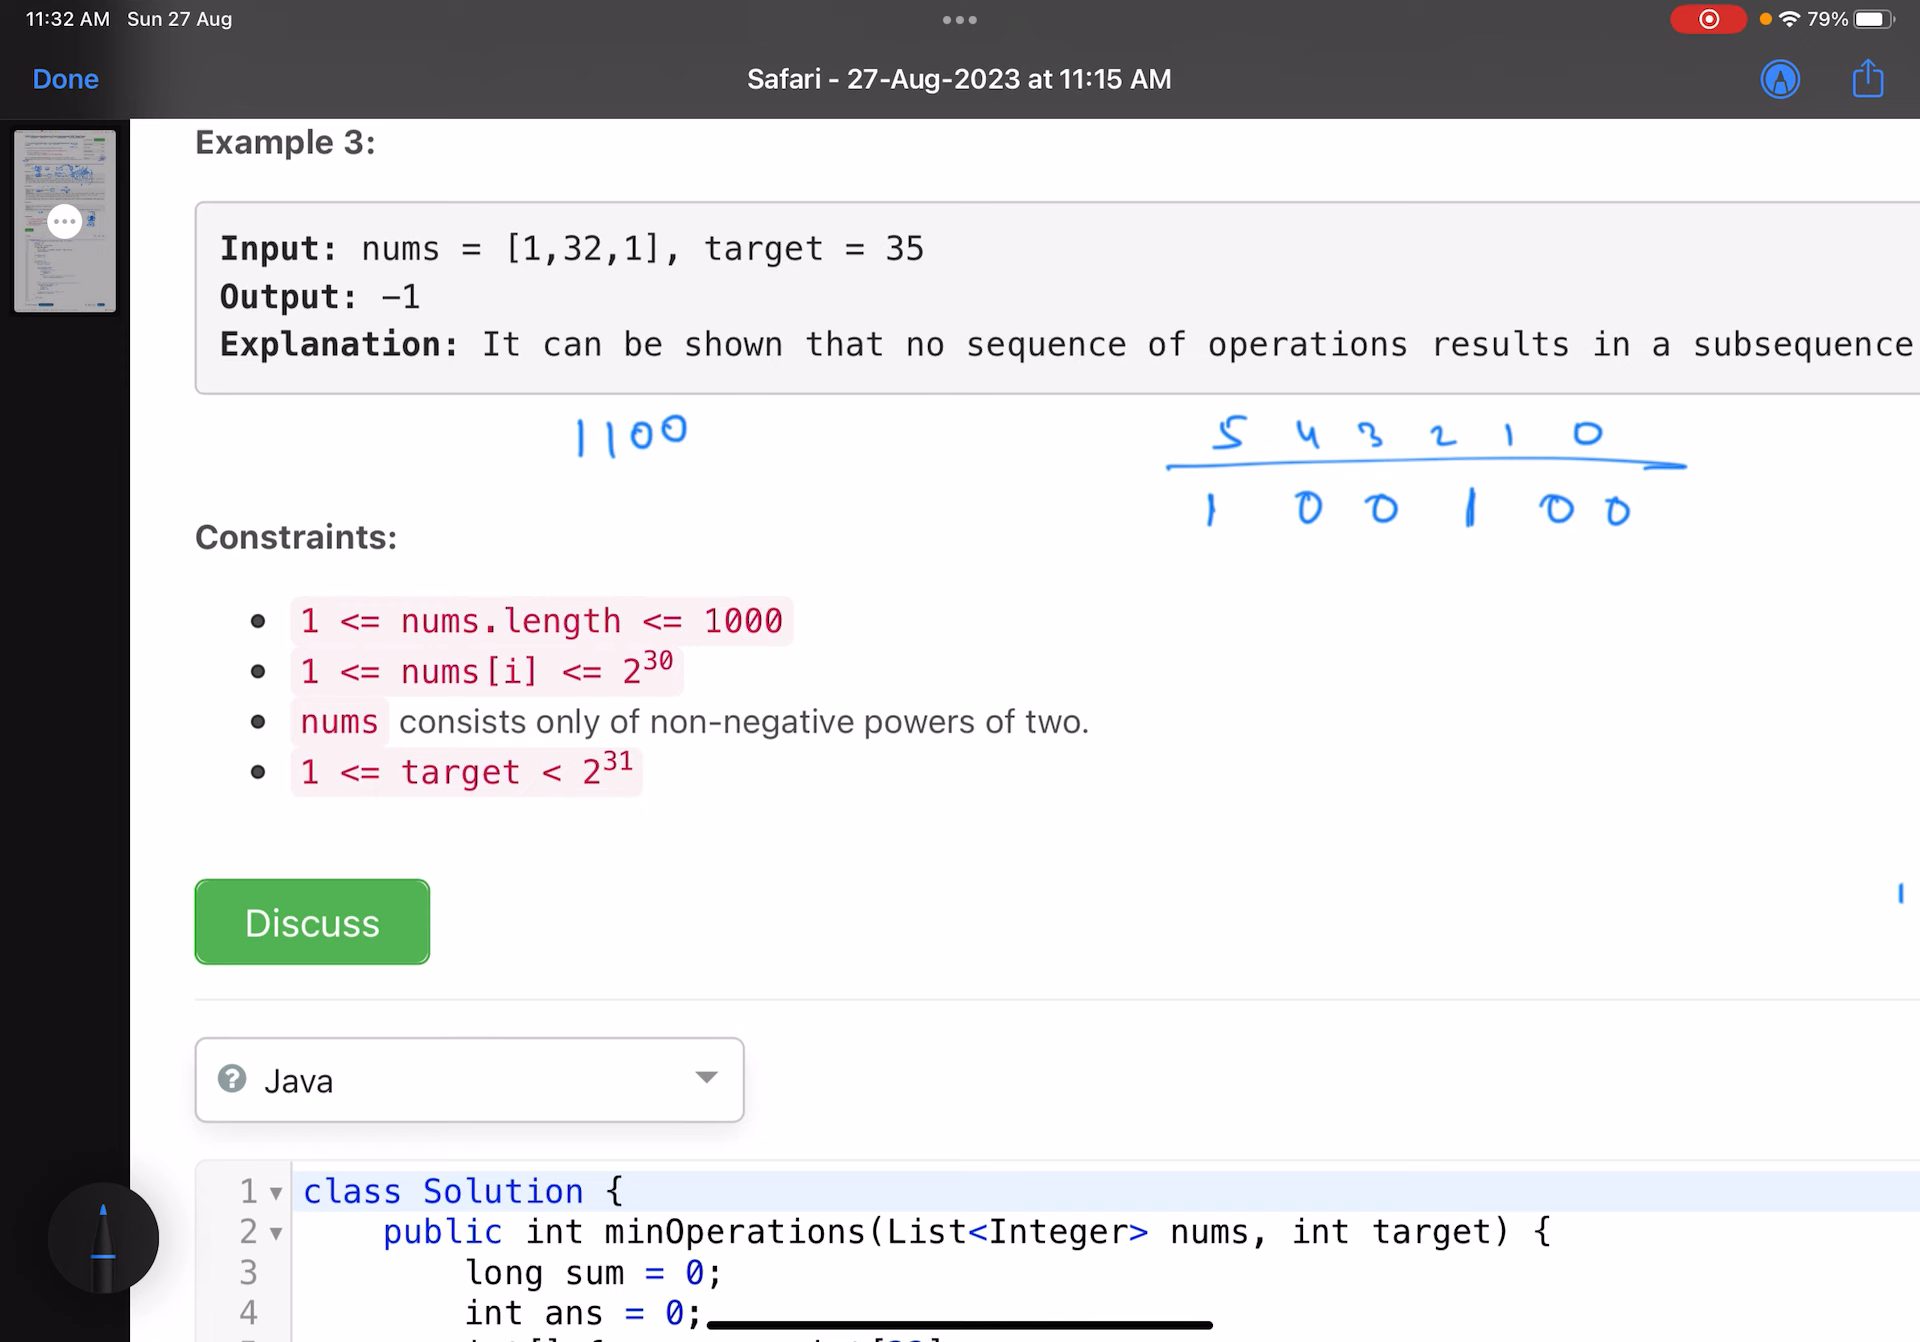 11:32 AM Sun 27 Aug
79%
Done
Safari - 27-Aug-2023 at 11:15 AM
Example 3:
Input: nums = [1,32,1], target = 35
Output: -1
Explanation: It can be shown that no sequence of operations results in a subsequence
1100
5 4 3 2 1 0
1 0 0 1 0 0
Constraints:
• 1 <= nums.length <= 1000
• 1 <= nums[i] <= 2^30
• nums consists only of non-negative powers of two.
• 1 <= target < 2^31
Discuss
1
Java
1 class Solution {
2 public int minOperations(List<Integer> nums, int target) {
3 long sum = 0;
4 int ans = 0;